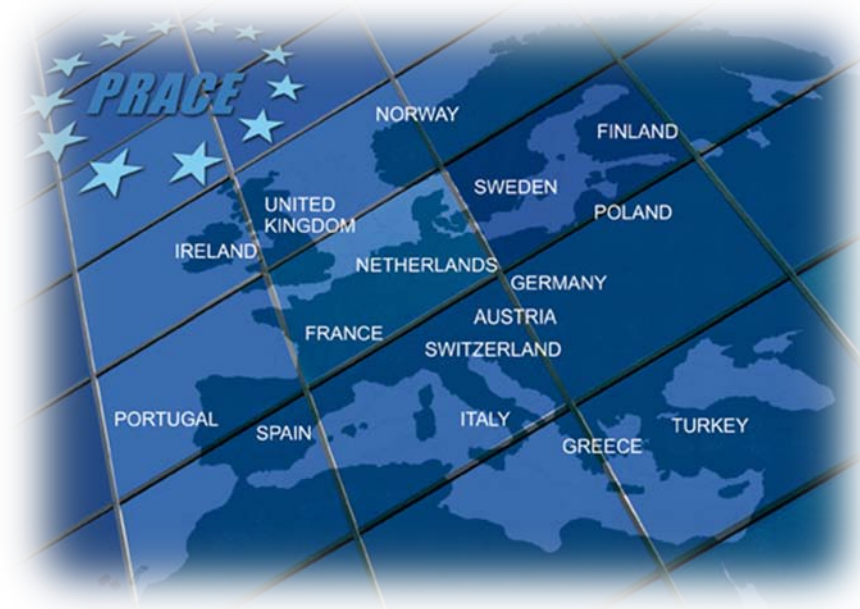 PRACE
NORWAY
FINLAND
SWEDEN
UNITED
KINGDOM
POLAND
IRELAND
NETHERLANDS
GERMANY
AUSTRIA
FRANCE
SWITZERLAND
PORTUGAL
SPAIN
ITALY
TURKEY
GREECE